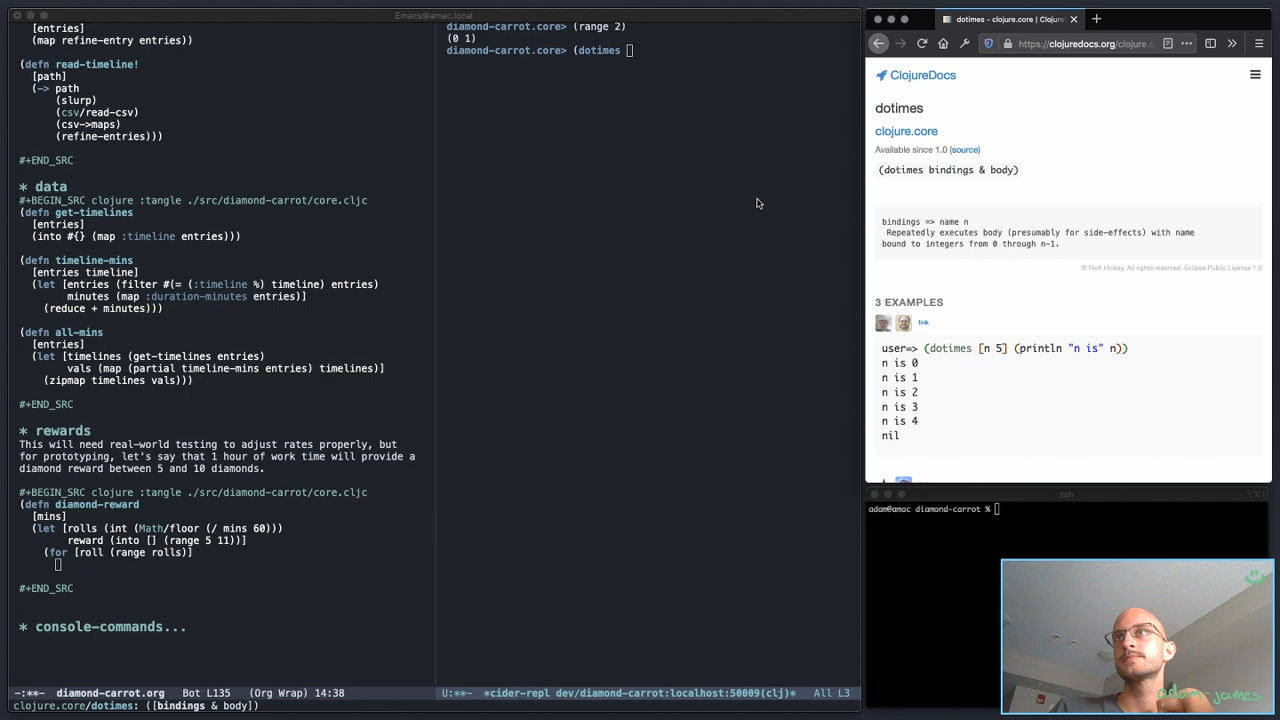 Emacs@amac.local
[entries]
(map refine-entry entries))
(defn read-timeline!
[path]
(-> path
(slurp)
(csv/read-csv)
(csv->maps)
(refine-entries)))
#+END_SRC
* data
#+BEGIN_SRC clojure :tangle ./src/diamond-carrot/core.cljc
(defn get-timelines
[entries]
(into #{} (map :timeline entries)))
(defn timeline-mins
[entries timeline]
(let [entries (filter #(= (:timeline %) timeline) entries)
minutes (map :duration-minutes entries)]
(reduce + minutes)))
(defn all-mins
[entries]
(let [timelines (get-timelines entries)
vals (map (partial timeline-mins entries) timelines)]
(zipmap timelines vals)))
#+END_SRC
* rewards
This will need real-world testing to adjust rates properly, but
for prototyping, let's say that 1 hour of work time will provide a
diamond reward between 5 and 10 diamonds.
#+BEGIN_SRC clojure :tangle ./src/diamond-carrot/core.cljc
(defn diamond-reward
[mins]
(let [rolls (int (Math/floor (/ mins 60)))
reward (into [] (range 5 11))]
(for [roll (range rolls)]
#+END_SRC
* console-commands...
-:**- diamond-carrot.org Bot L135 (Org Wrap) 14:38
clojure.core/dotimes: ([bindings & body])
diamond-carrot.core> (range 2)
(0 1)
diamond-carrot.core> (dotimes
U:**- *cider-repl dev/diamond-carrot:localhost:50009(clj)* All L3
dotimes - clojure.core | Clojure
https://clojuredocs.org/clojure.c
ClojureDocs
dotimes
clojure.core
Available since 1.0 (source)
(dotimes bindings & body)
bindings => name n
Repeatedly executes body (presumably for side-effects) with name
bound to integers from 0 through n-1.
© Rich Hickey. All rights reserved. Eclipse Public License 1.0
3 EXAMPLES
link
user=> (dotimes [n 5] (println "n is" n))
n is 0
n is 1
n is 2
n is 3
n is 4
nil
zsh
adam@amac diamond-carrot %
adam-james